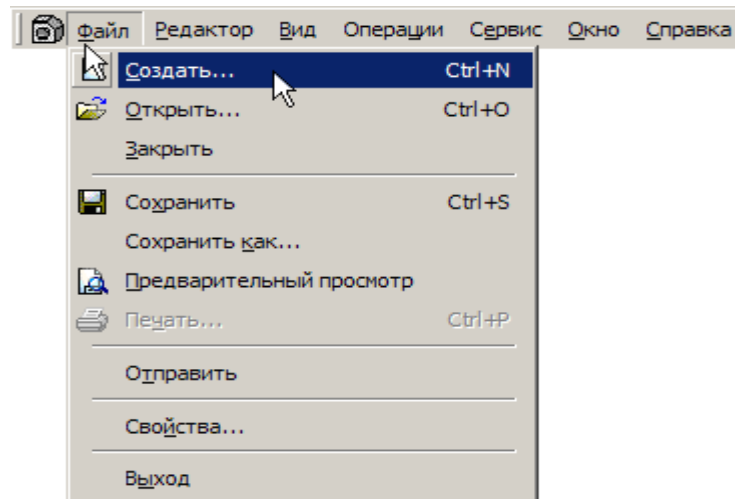 Файл Редактор Вид Операции Сервис Окно Справка
Создать... Ctrl+N
Открыть... Ctrl+O
Закрыть
Сохранить Ctrl+S
Сохранить как...
Предварительный просмотр
Печать... Ctrl+P
Отправить
Свойства...
Выход